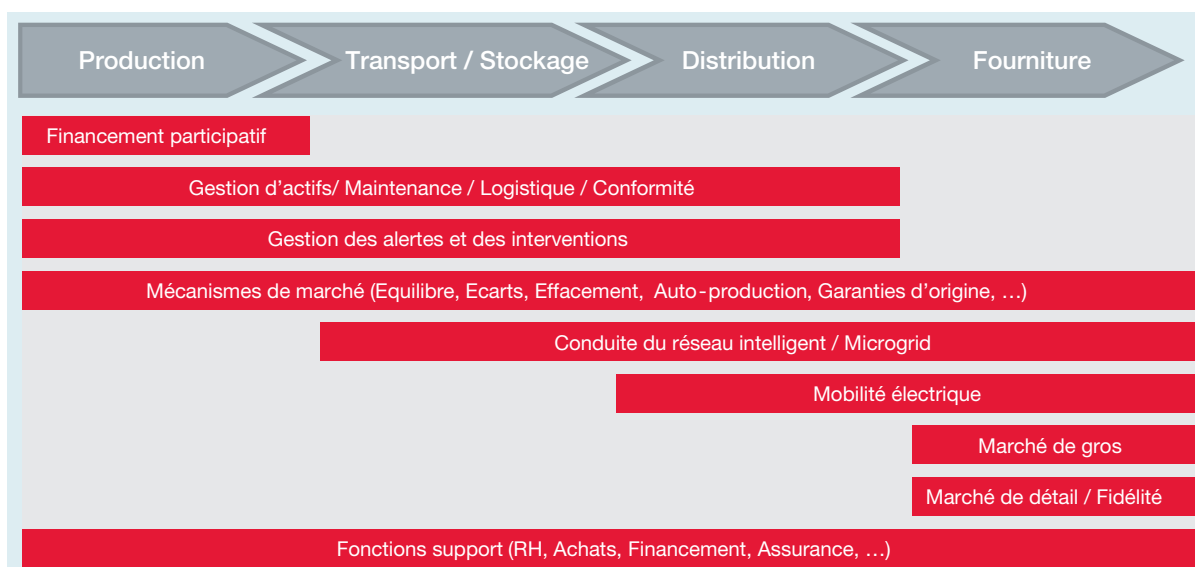 Production
Transport / Stockage
Distribution
Fourniture
Financement participatif
Gestion d’actifs/ Maintenance / Logistique / Conformité
Gestion des alertes et des interventions
Mécanismes de marché (Equilibre, Ecarts, Effacement, Auto-production, Garanties d’origine, …)
Conduite du réseau intelligent / Microgrid
Mobilité électrique
Marché de gros
Marché de détail / Fidélité
Fonctions support (RH, Achats, Financement, Assurance, …)